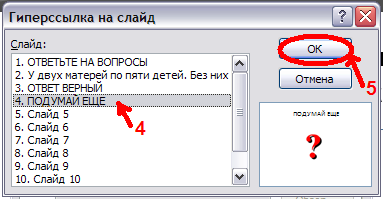 Гиперссылка на слайд
Слайд:
1. ОТВЕТЬТЕ НА ВОПРОСЫ
2. У двух матерей по пяти детей. Без них
3. ОТВЕТ ВЕРНЫЙ
4. ПОДУМАЙ ЕЩЕ
5. Слайд 5
6. Слайд 6
7. Слайд 7
8. Слайд 8
9. Слайд 9
10. Слайд 10
4
ОК
Отмена
5
ПОДУМАЙ ЕЩЕ
?